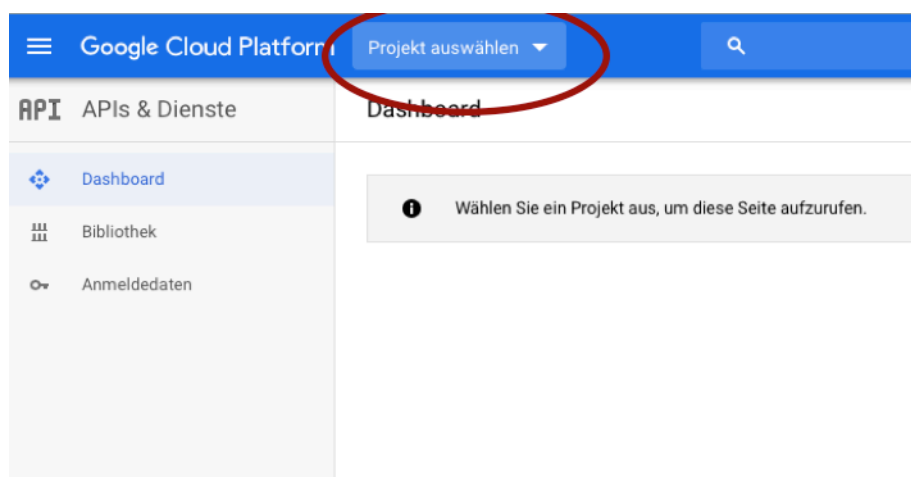 Google Cloud Platform
Projekt auswählen
API APIs & Dienste
Dashboard
Dashboard
Bibliothek
Anmeldedaten
Wählen Sie ein Projekt aus, um diese Seite aufzurufen.